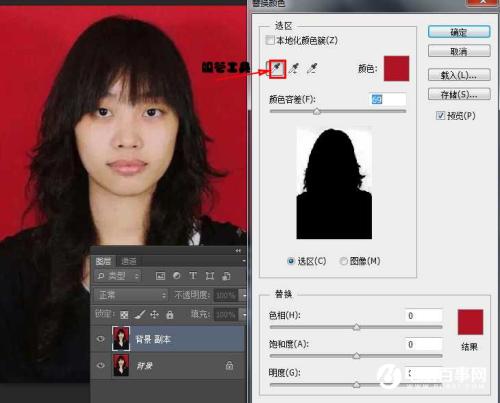 替换颜色
选区
本地化颜色簇(Z)
吸管工具
颜色:
颜色容差(F):
69
选区(C)
图像(M)
替换
色相(H):
0
饱和度(A):
0
明度(G):
结果
确定
取消
载入(L)...
存储(S)...
预览(P)
图层
通道
类型
正常
不透明度: 100%
锁定:
填充: 100%
背景 副本
背景
百事网